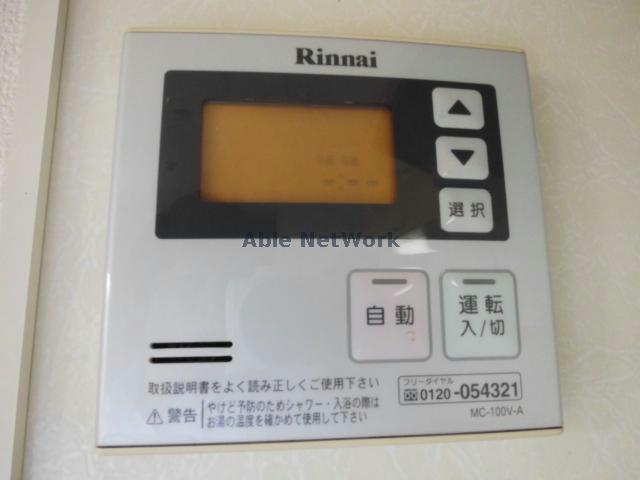 Rinnai
選択
Able NetWork
自動
運転
入/切
取扱説明書をよく読み正しくご使用下さい
警告
やけど予防のためシャワー・入浴の際は
お湯の温度を確かめて使用して下さい
フリーダイヤル
0120-054321
MC-100V-A